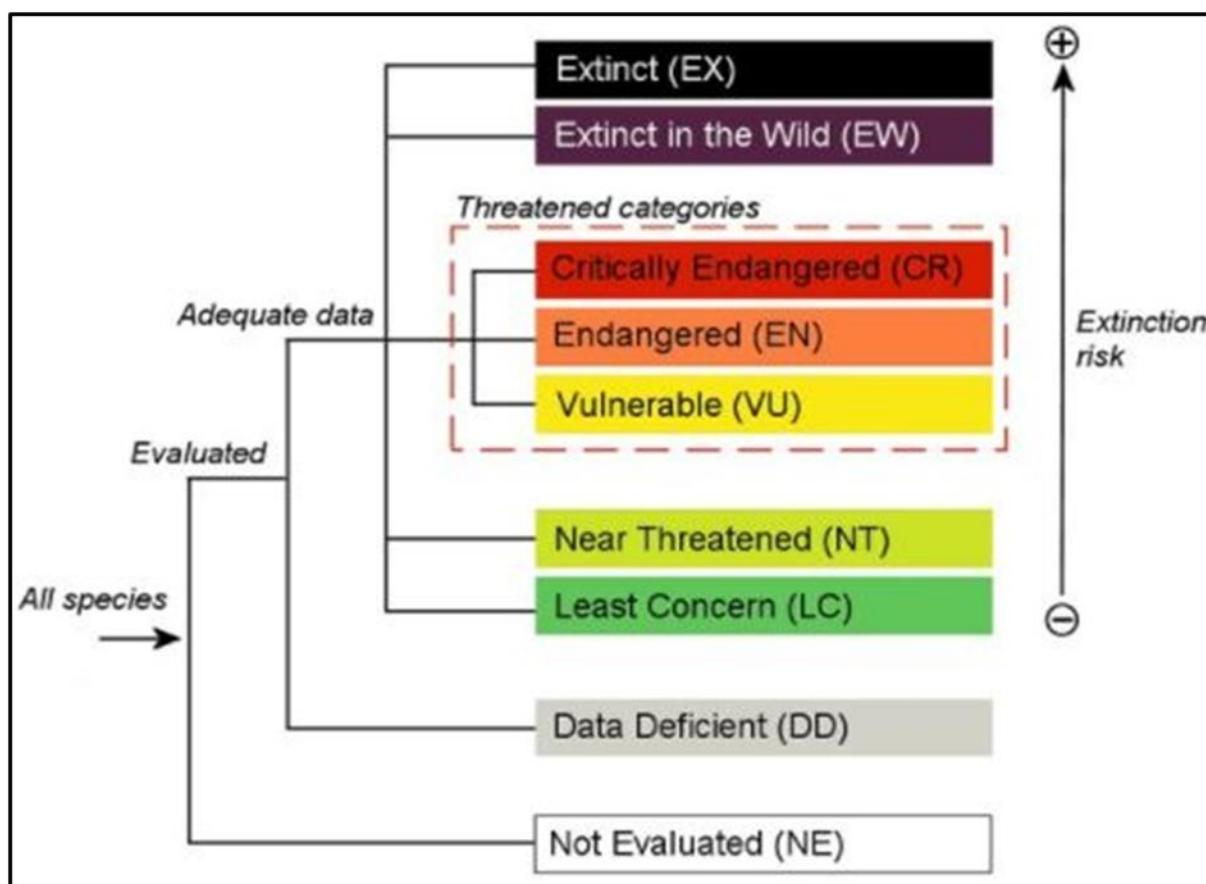 Extinct (EX)
Extinct in the Wild (EW)
Threatened categories
Critically Endangered (CR)
Adequate data
Endangered (EN)
Extinction
risk
Vulnerable (VU)
Evaluated
Near Threatened (NT)
All species
Least Concern (LC)
Data Deficient (DD)
Not Evaluated (NE)